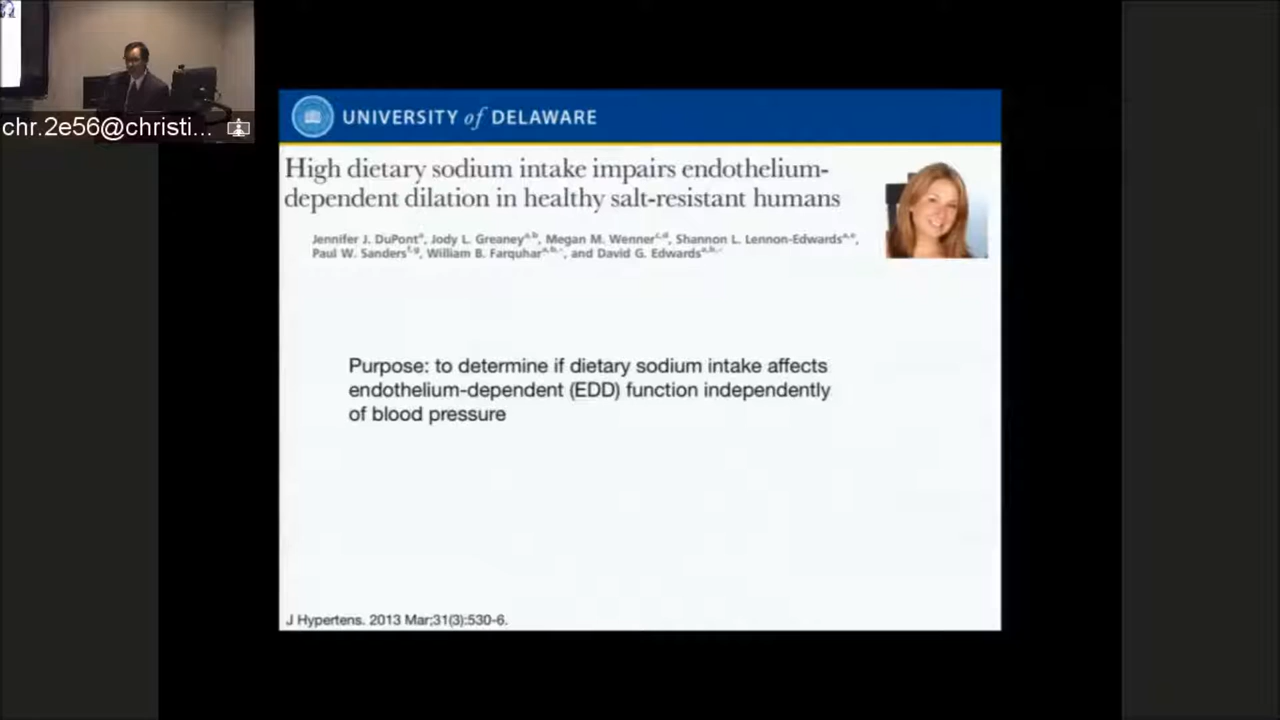 chr.2e56@christi...
UNIVERSITY of DELAWARE
High dietary sodium intake impairs endothelium-
dependent dilation in healthy salt-resistant humans
Jennifer J. DuPont, Jody L. Greaney, Megan M. Wenner, Shannon L. Lennon-Edwards,
Paul W. Sanders, William B. Farquhar, and David G. Edwards
Purpose: to determine if dietary sodium intake affects
endothelium-dependent (EDD) function independently
of blood pressure
J Hypertens. 2013 Mar;31(3):530-6.